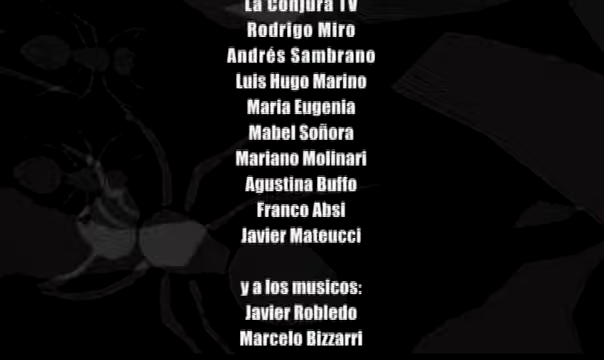 La Conjura TV
Rodrigo Miro
Andrés Sambrano
Luis Hugo Marino
Maria Eugenia
Mabel Soñora
Mariano Molinari
Agustina Buffo
Franco Absi
Javier Mateucci
y a los musicos:
Javier Robledo
Marcelo Bizzarri